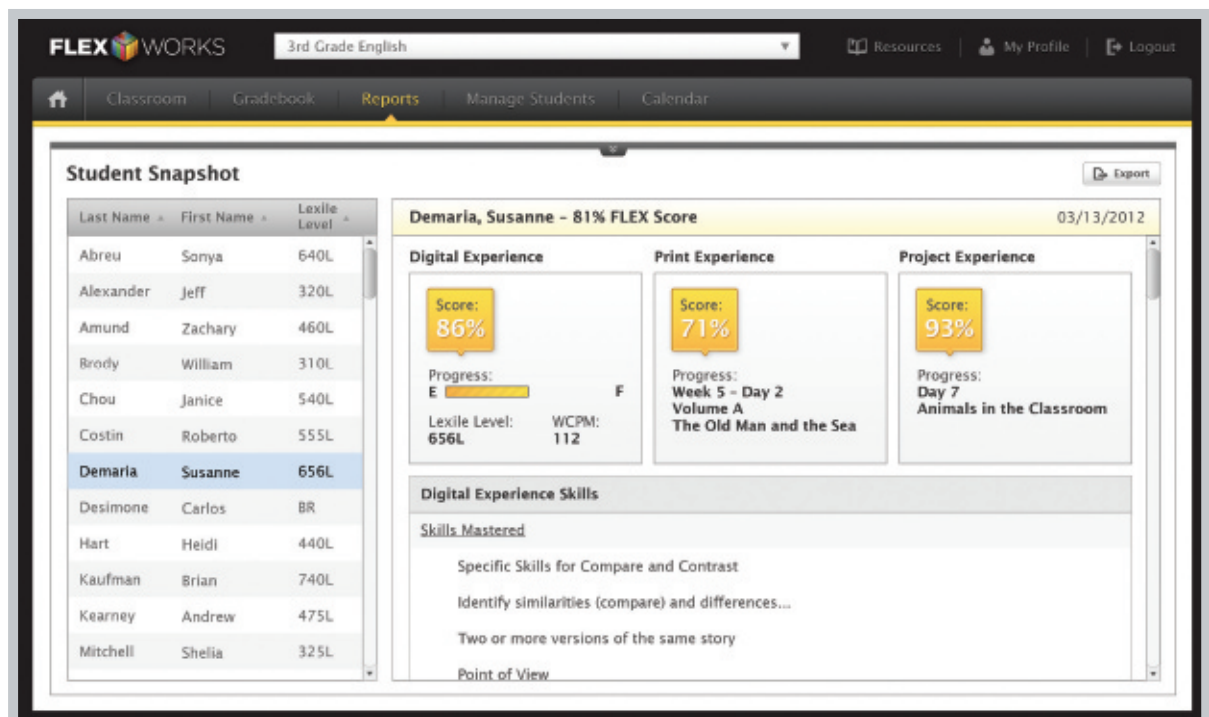 FLEX WORKS 3rd Grade English Resources My Profile Logout
Classroom Gradebook Reports Manage Students Calendar
Student Snapshot Export
Last Name First Name Lexile Level
Abreu Sonya 640L
Alexander Jeff 320L
Amund Zachary 460L
Brody William 310L
Chou Janice 540L
Costin Roberto 555L
Demaria Susanne 656L
Desimone Carlos BR
Hart Heidi 440L
Kaufman Brian 740L
Kearney Andrew 475L
Mitchell Shelia 325L
Demaria, Susanne – 81% FLEX Score 03/13/2012
Digital Experience
Score:
86%
Progress:
E F
Lexile Level: WCPM:
656L 112
Print Experience
Score:
71%
Progress:
Week 5 – Day 2
Volume A
The Old Man and the Sea
Project Experience
Score:
93%
Progress:
Day 7
Animals in the Classroom
Digital Experience Skills
Skills Mastered
Specific Skills for Compare and Contrast
Identify similarities (compare) and differences...
Two or more versions of the same story
Point of View